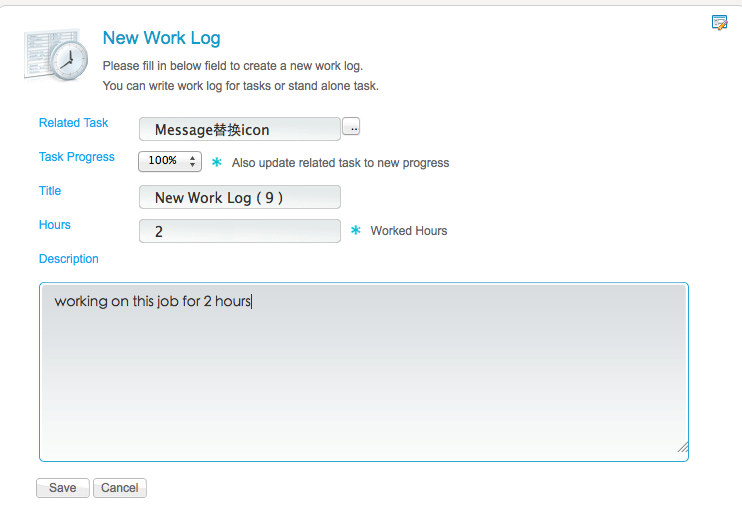 New Work Log
Please fill in below field to create a new work log.
You can write work log for tasks or stand alone task.
Related Task Message替换icon ..
Task Progress 100% * Also update related task to new progress
Title New Work Log ( 9 )
Hours 2 * Worked Hours
Description
working on this job for 2 hours
Save Cancel